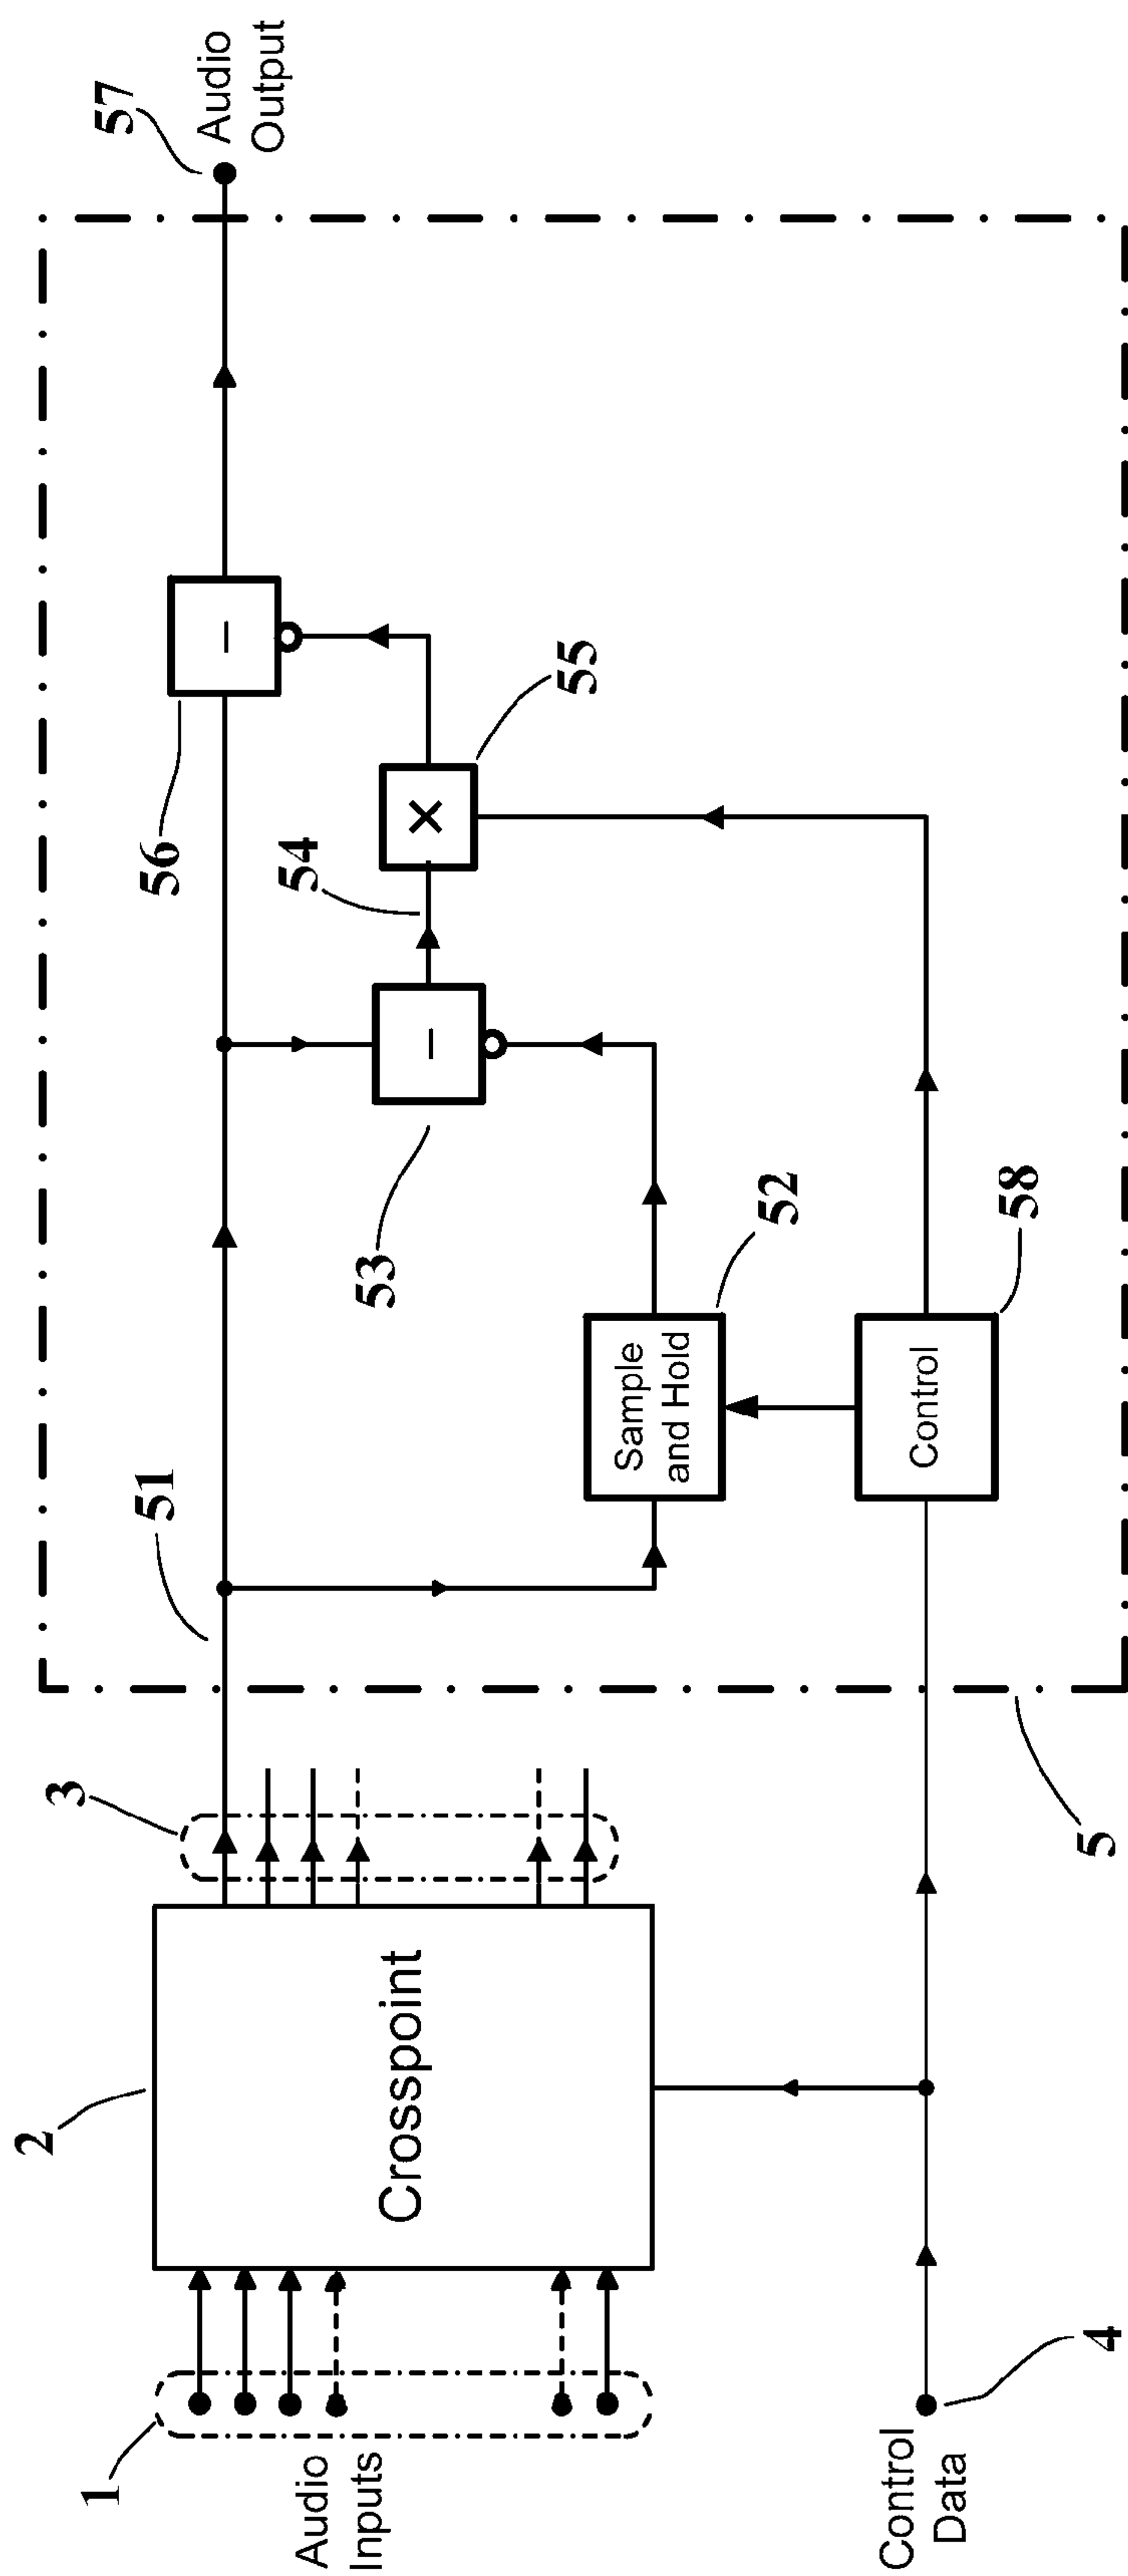 1
Audio
Inputs
2
Crosspoint
3
Control
Data
4
5
51
Sample
and Hold
52
Control
58
53
−
54
×
55
56
−
57
Audio
Output